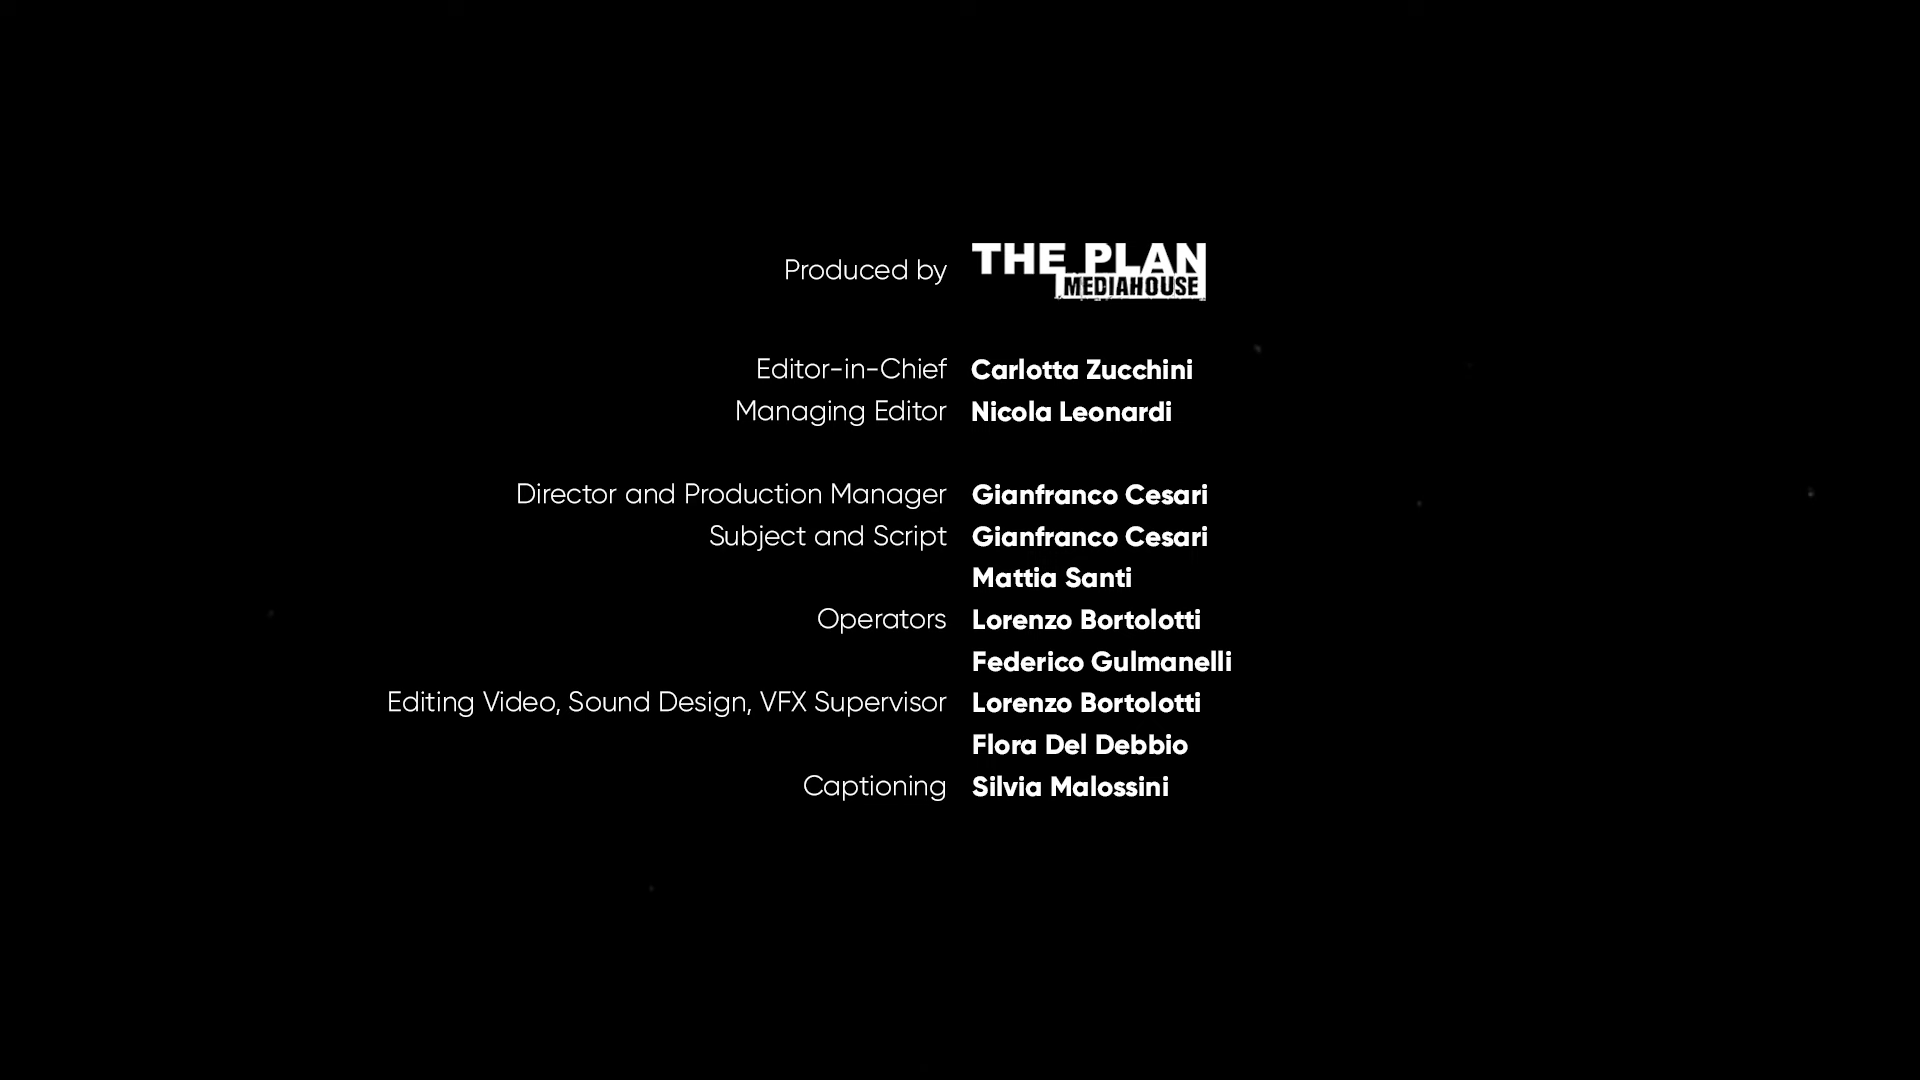 Produced by THE PLAN
MEDIAHOUSE
Editor-in-Chief Carlotta Zucchini
Managing Editor Nicola Leonardi
Director and Production Manager Gianfranco Cesari
Subject and Script Gianfranco Cesari
Mattia Santi
Operators Lorenzo Bortolotti
Federico Gulmanelli
Editing Video, Sound Design, VFX Supervisor Lorenzo Bortolotti
Flora Del Debbio
Captioning Silvia Malossini